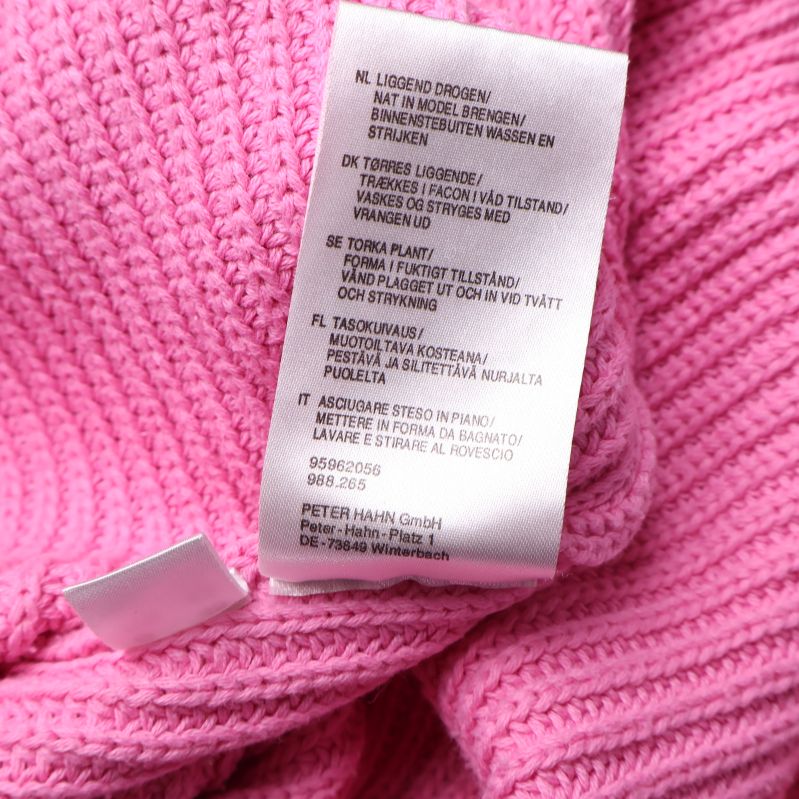 NL LIGGEND DROGEN/
NAT IN MODEL BRENGEN/
BINNENSTEBUITEN WASSEN EN
STRIJKEN
DK TØRRES LIGGENDE/
TRÆKKES I FACON I VÅD TILSTAND/
VASKES OG STRYGES MED
VRANGEN UD
SE TORKA PLANT/
FORMA I FUKTIGT TILLSTÅND/
VÅND PLAGGET UT OCH IN VID TVÄTT
OCH STRYKNING
FL TASOKUIVAUS/
MUOTOILTAVA KOSTEANA/
PESTÄVÄ JA SILITETTÄVÄ NURJALTA
PUOLELTA
IT ASCIUGARE STESO IN PIANO/
METTERE IN FORMA DA BAGNATO/
LAVARE E STIRARE AL ROVESCIO
95962056
988.265
PETER HAHN GmbH
Peter-Hahn-Platz 1
DE-73649 Winterbach